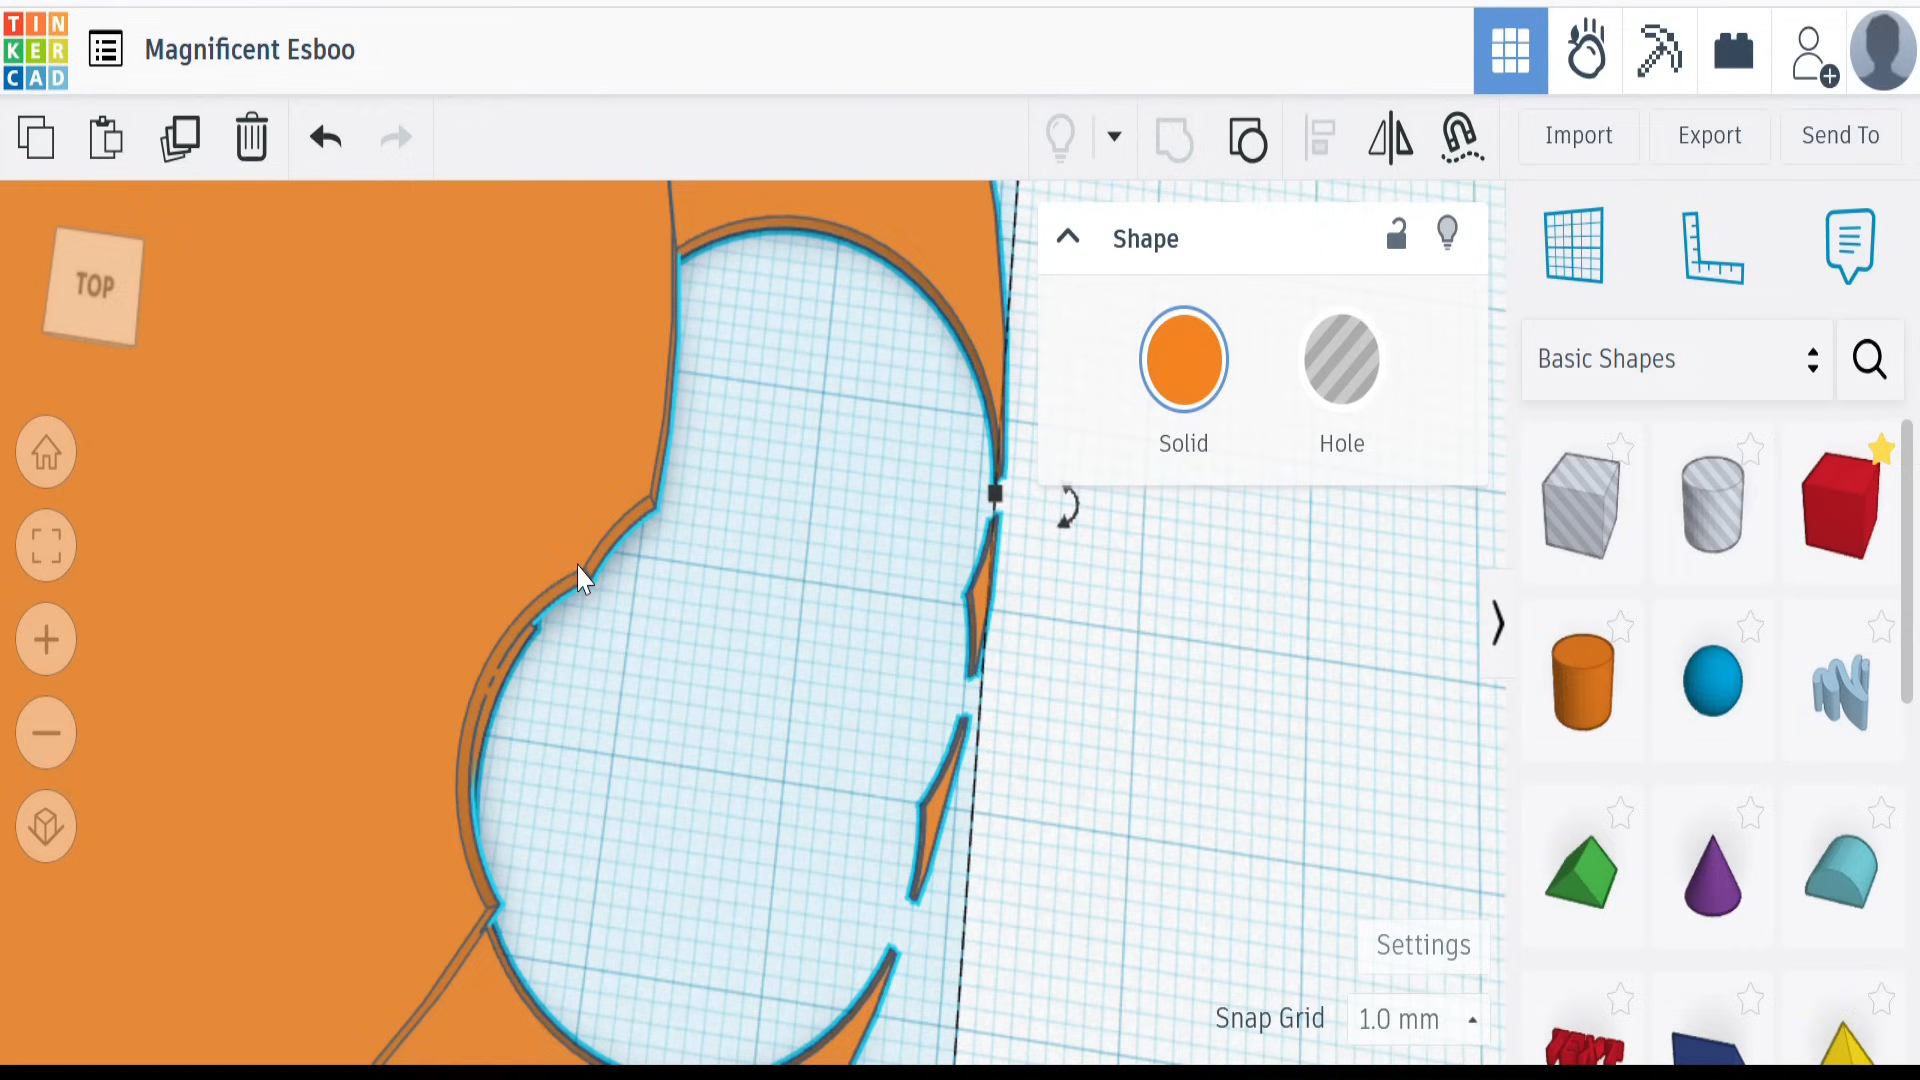 TIN
KER
CAD
Magnificent Esboo
Import
Export
Send To
TOP
Shape
Solid
Hole
Basic Shapes
Settings
Snap Grid
1.0 mm
TEXT